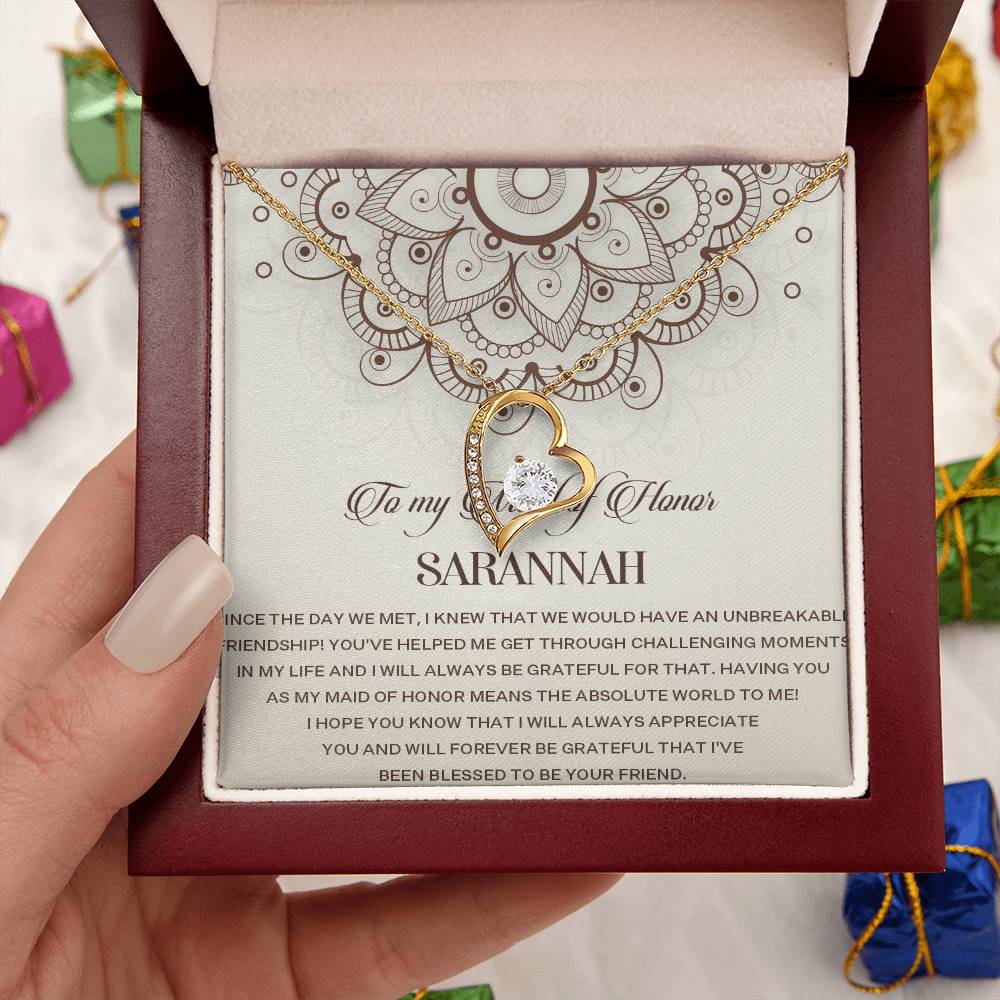 To my Maid of Honor
SARANNAH
INCE THE DAY WE MET, I KNEW THAT WE WOULD HAVE AN UNBREAKABLE
FRIENDSHIP! YOU'VE HELPED ME GET THROUGH CHALLENGING MOMENTS
IN MY LIFE AND I WILL ALWAYS BE GRATEFUL FOR THAT. HAVING YOU
AS MY MAID OF HONOR MEANS THE ABSOLUTE WORLD TO ME!
I HOPE YOU KNOW THAT I WILL ALWAYS APPRECIATE
YOU AND WILL FOREVER BE GRATEFUL THAT I'VE
BEEN BLESSED TO BE YOUR FRIEND.